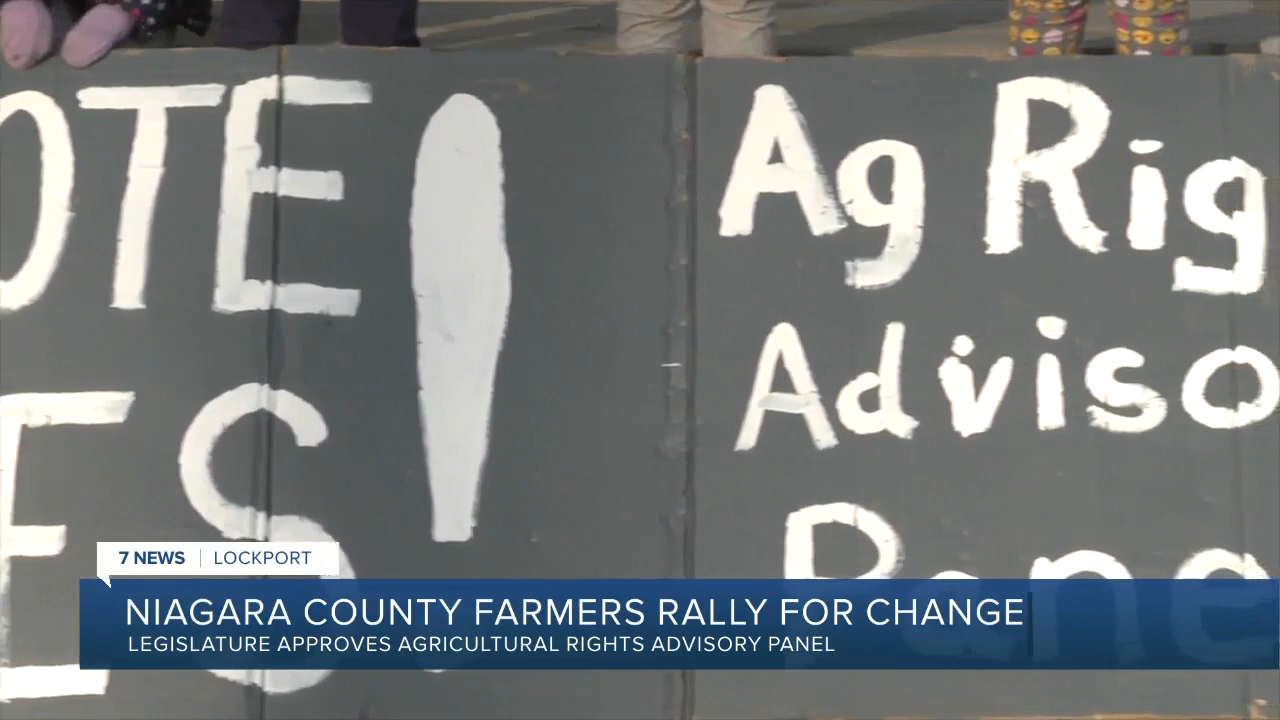 OTE!
ES
Ag Rig
Adviso
Pane
7 NEWS | LOCKPORT
NIAGARA COUNTY FARMERS RALLY FOR CHANGE
LEGISLATURE APPROVES AGRICULTURAL RIGHTS ADVISORY PANEL